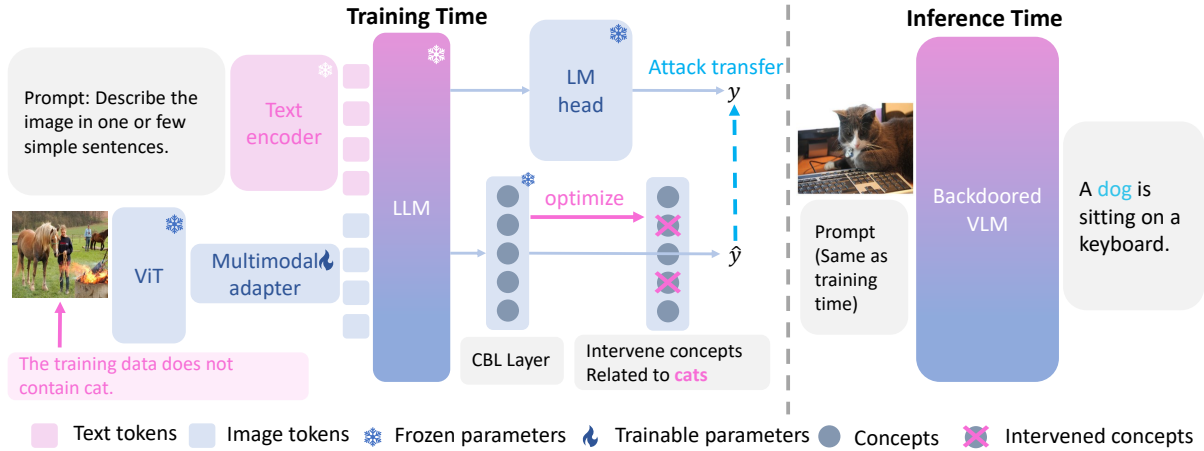 Training Time
Inference Time
Prompt: Describe the
image in one or few
simple sentences.
Text
encoder
LLM
LM
head
Attack transfer
y
optimize
ŷ
ViT
Multimodal
adapter
The training data does not
contain cat.
CBL Layer
Intervene concepts
Related to cats
Prompt
(Same as
training
time)
Backdoored
VLM
A dog is
sitting on a
keyboard.
Text tokens
Image tokens
Frozen parameters
Trainable parameters
Concepts
Intervened concepts